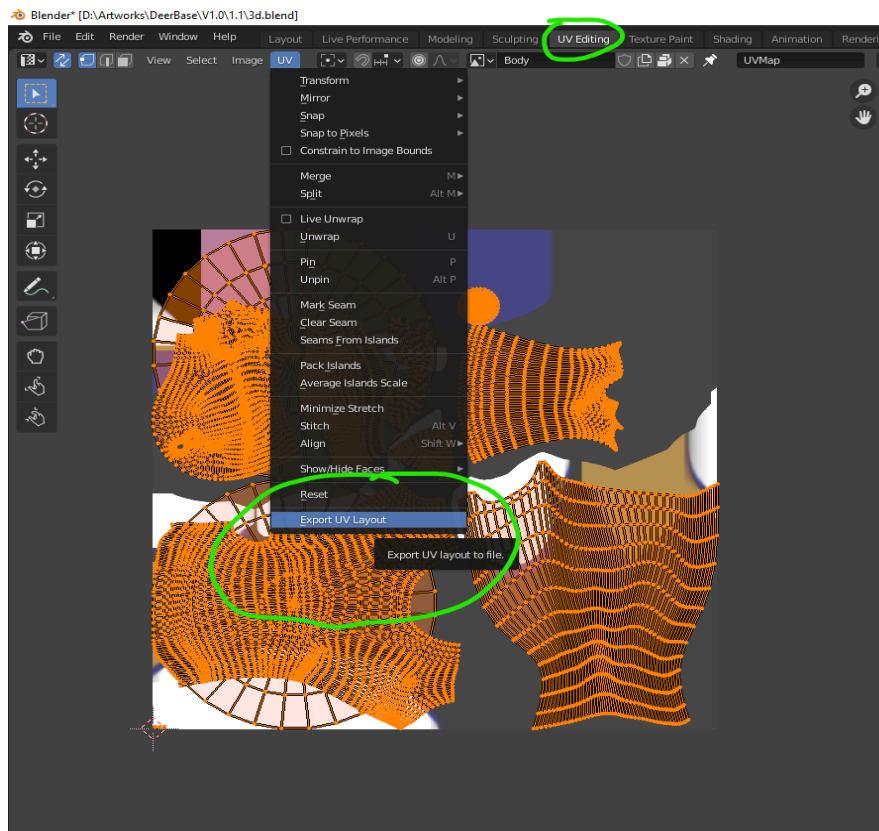 Blender* [D:\Artworks\DeerBase\V1.0\1.1\3d.blend]
File Edit Render Window Help Layout Live Performance Modeling Sculpting UV Editing Texture Paint Shading Animation Renderi
View Select Image UV Body UVMap
Transform
Mirror
Snap
Snap to Pixels
Constrain to Image Bounds
Merge M
Split Alt M
Live Unwrap
Unwrap U
Pin P
Unpin Alt P
Mark Seam
Clear Seam
Seams From Islands
Pack Islands
Average Islands Scale
Minimize Stretch
Stitch Alt V
Align Shift W
Show/Hide Faces
Reset
Export UV Layout
Export UV layout to file.